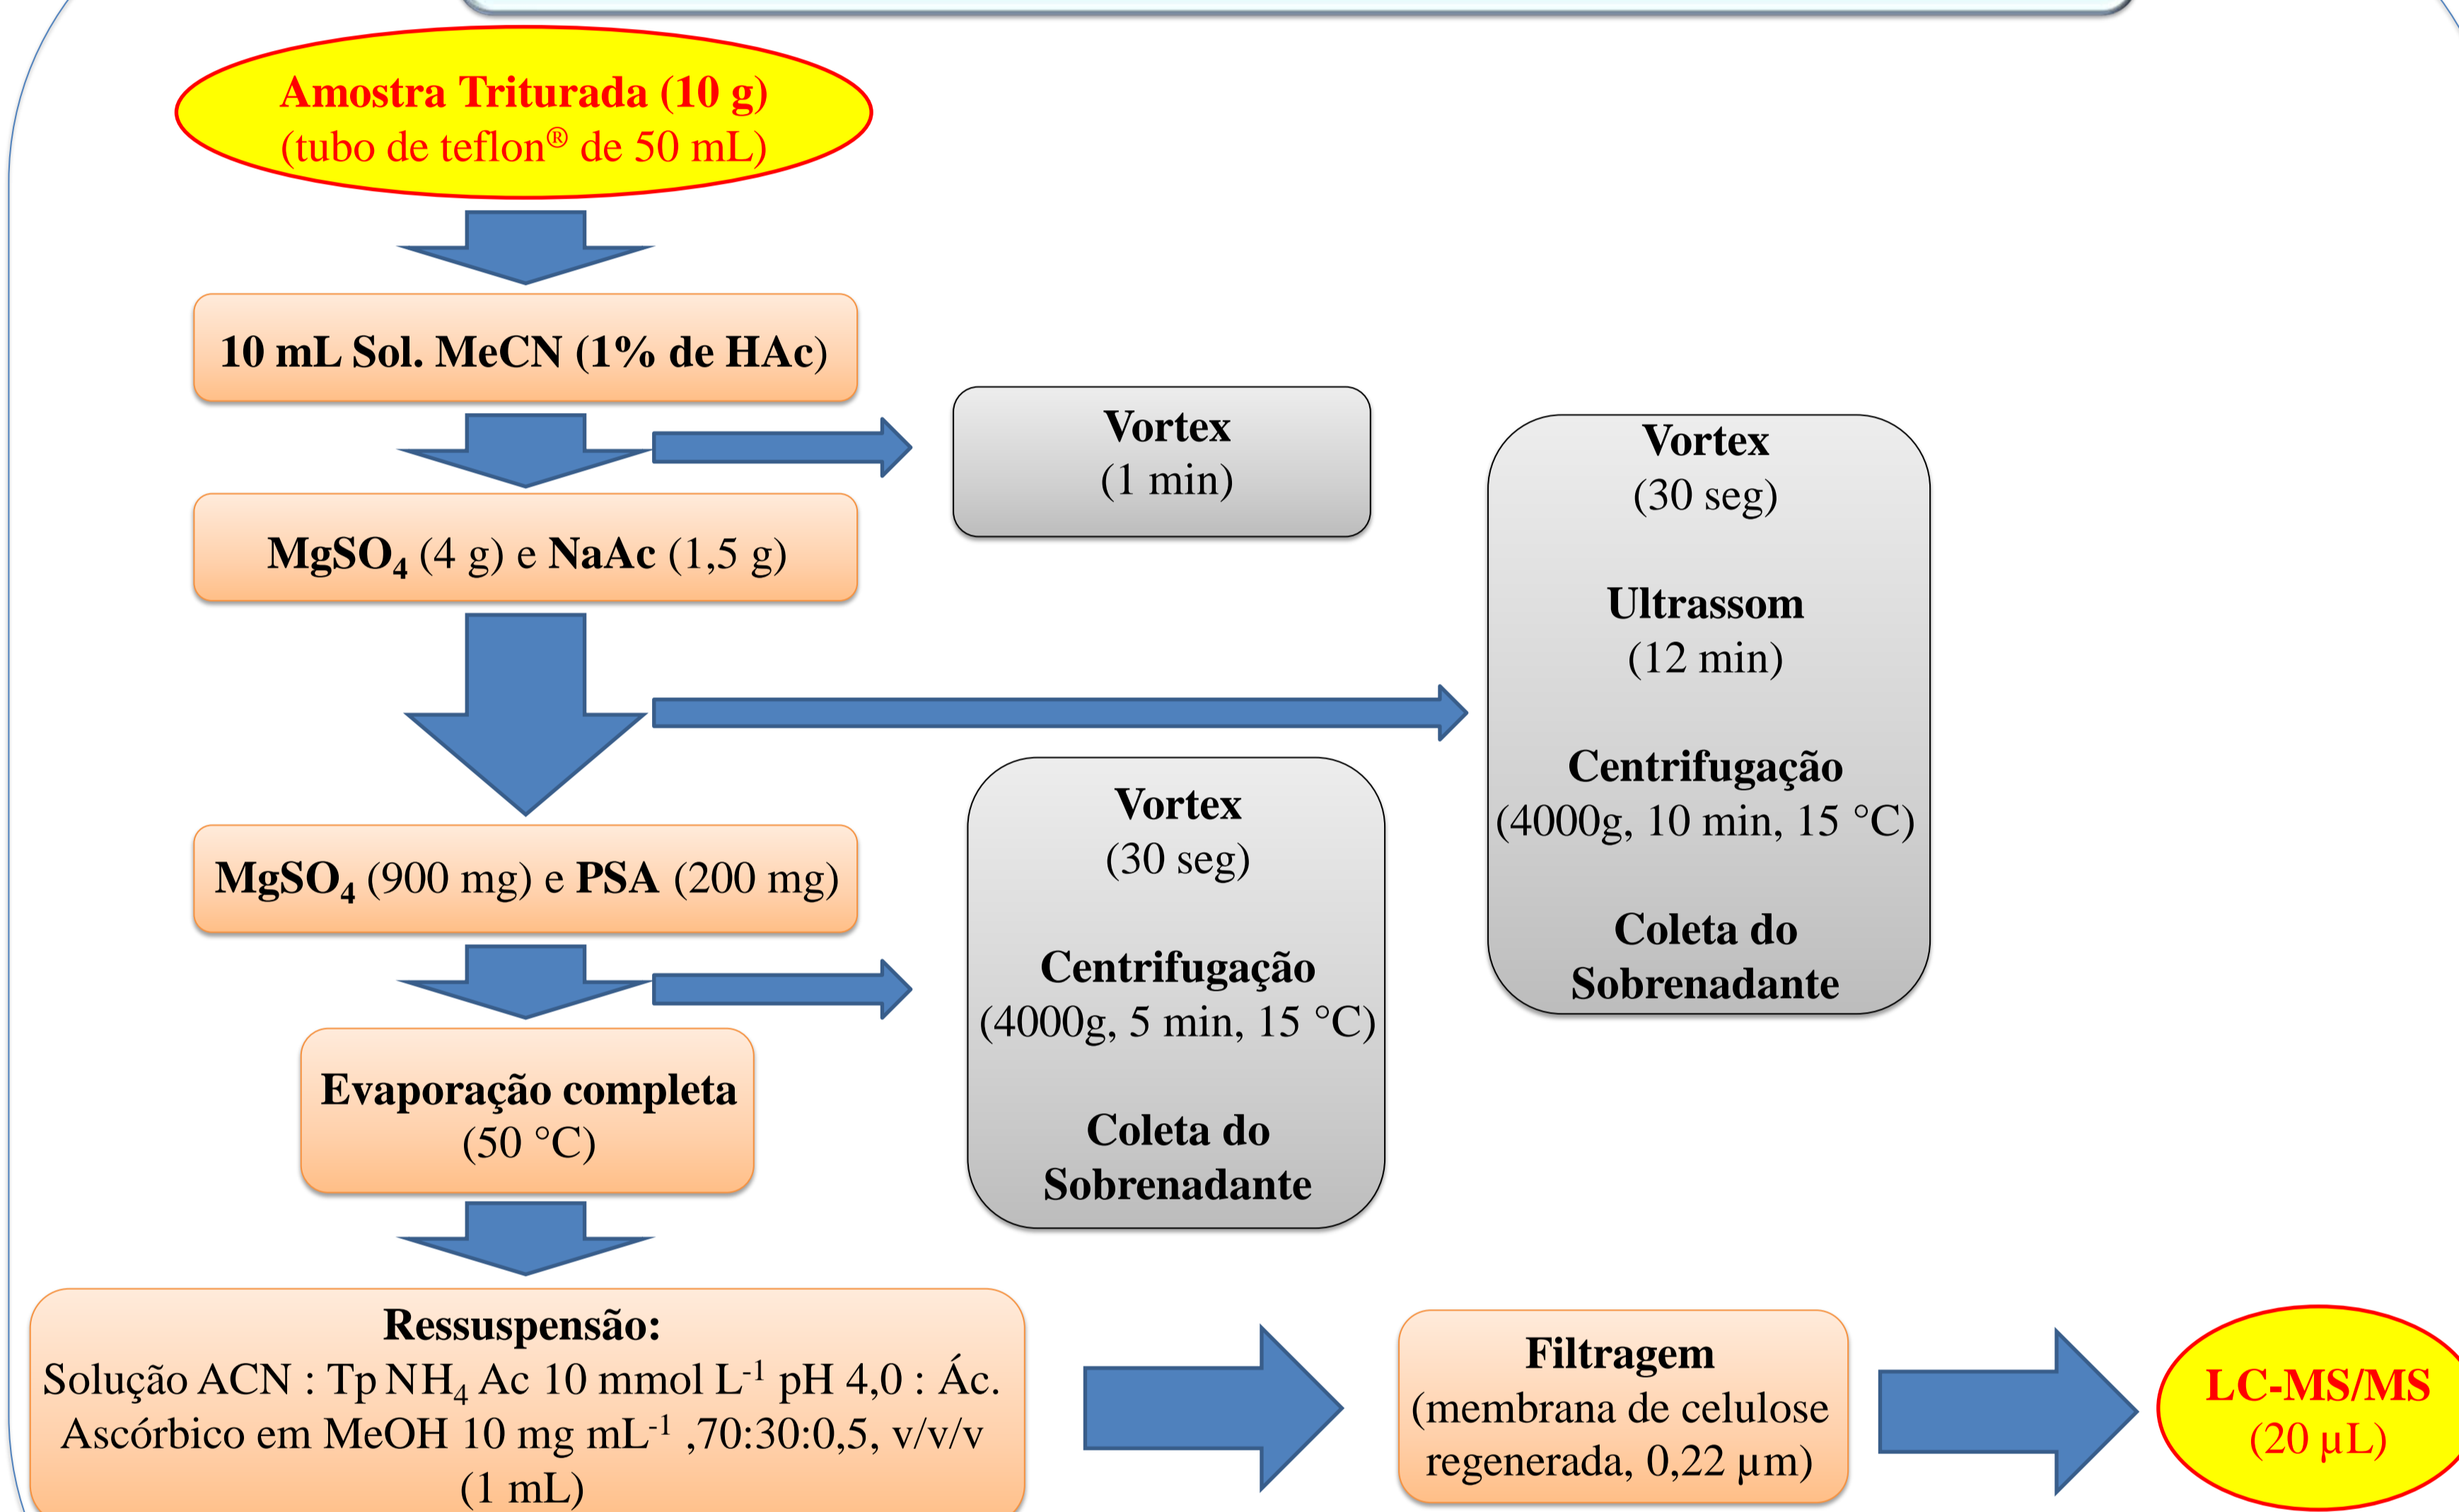 Amostra Triturada (10 g)
(tubo de teflon® de 50 mL)
10 mL Sol. MeCN (1% de HAc)
Vortex
(1 min)
MgSO₄ (4 g) e NaAc (1,5 g)
Vortex
(30 seg)
Ultrassom
(12 min)
Centrifugação
(4000g, 10 min, 15 °C)
Coleta do
Sobrenadante
MgSO₄ (900 mg) e PSA (200 mg)
Vortex
(30 seg)
Centrifugação
(4000g, 5 min, 15 °C)
Coleta do
Sobrenadante
Evaporação completa
(50 °C)
Ressuspensão:
Solução ACN : Tp NH₄ Ac 10 mmol L⁻¹ pH 4,0 : Ác.
Ascórbico em MeOH 10 mg mL⁻¹ ,70:30:0,5, v/v/v
(1 mL)
Filtragem
(membrana de celulose
regenerada, 0,22 µm)
LC-MS/MS
(20 µL)